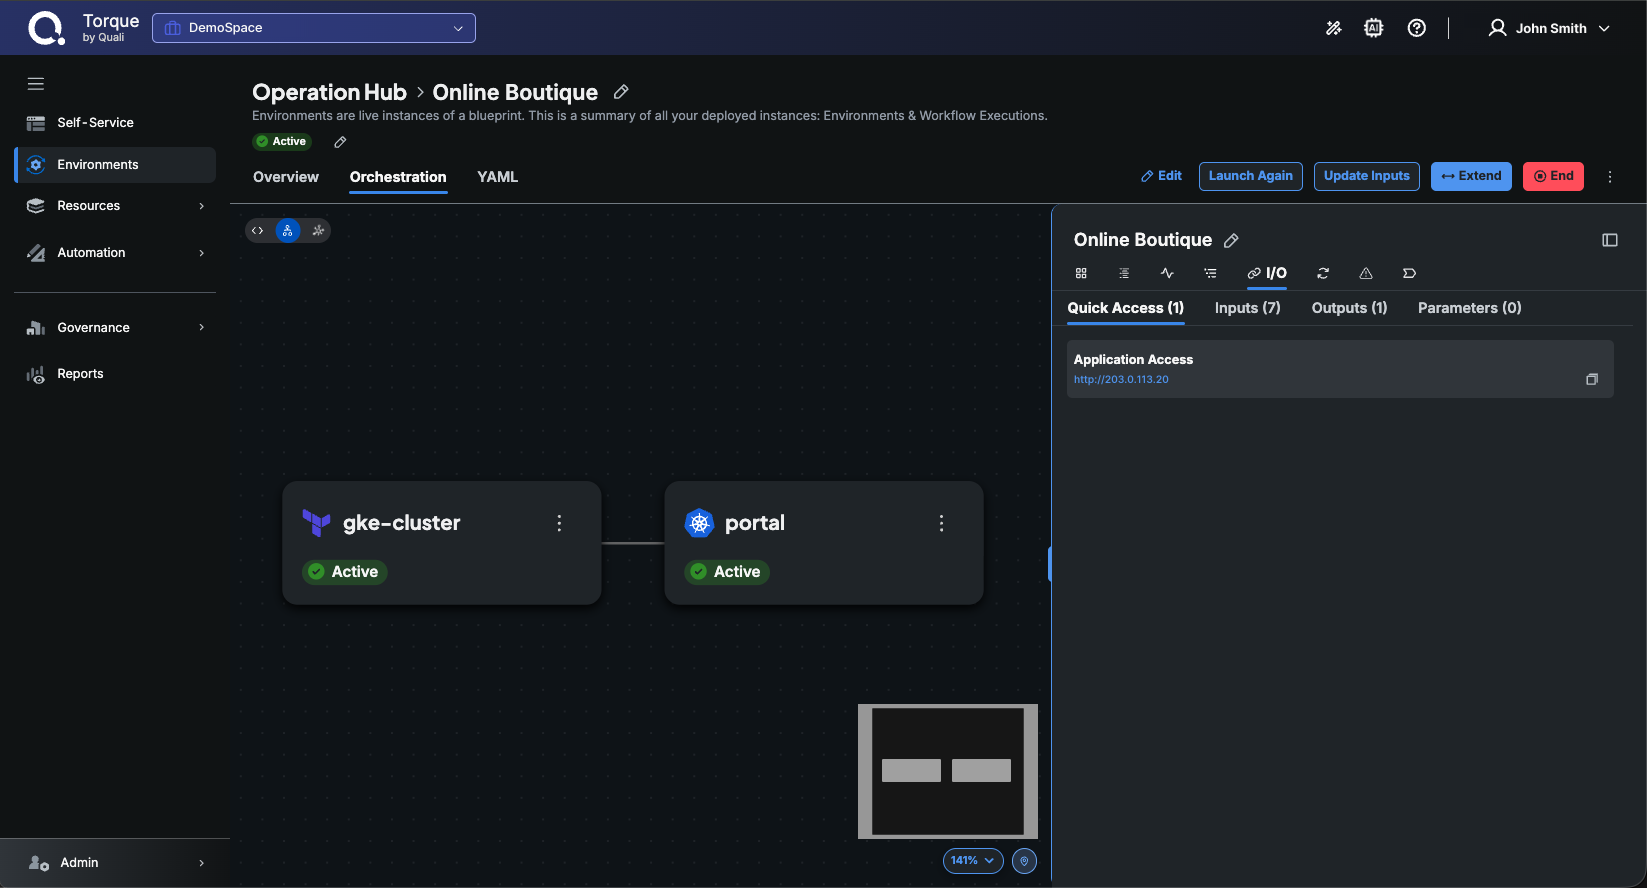 Torque
by Quali
DemoSpace
AI
John Smith
Self-Service
Environments
Resources
Automation
Governance
Reports
Admin
Operation Hub > Online Boutique
Environments are live instances of a blueprint. This is a summary of all your deployed instances: Environments & Workflow Executions.
Active
Overview
Orchestration
YAML
Edit
Launch Again
Update Inputs
Extend
End
gke-cluster
Active
portal
Active
141%
Online Boutique
I/O
Quick Access (1)
Inputs (7)
Outputs (1)
Parameters (0)
Application Access
http://203.0.113.20